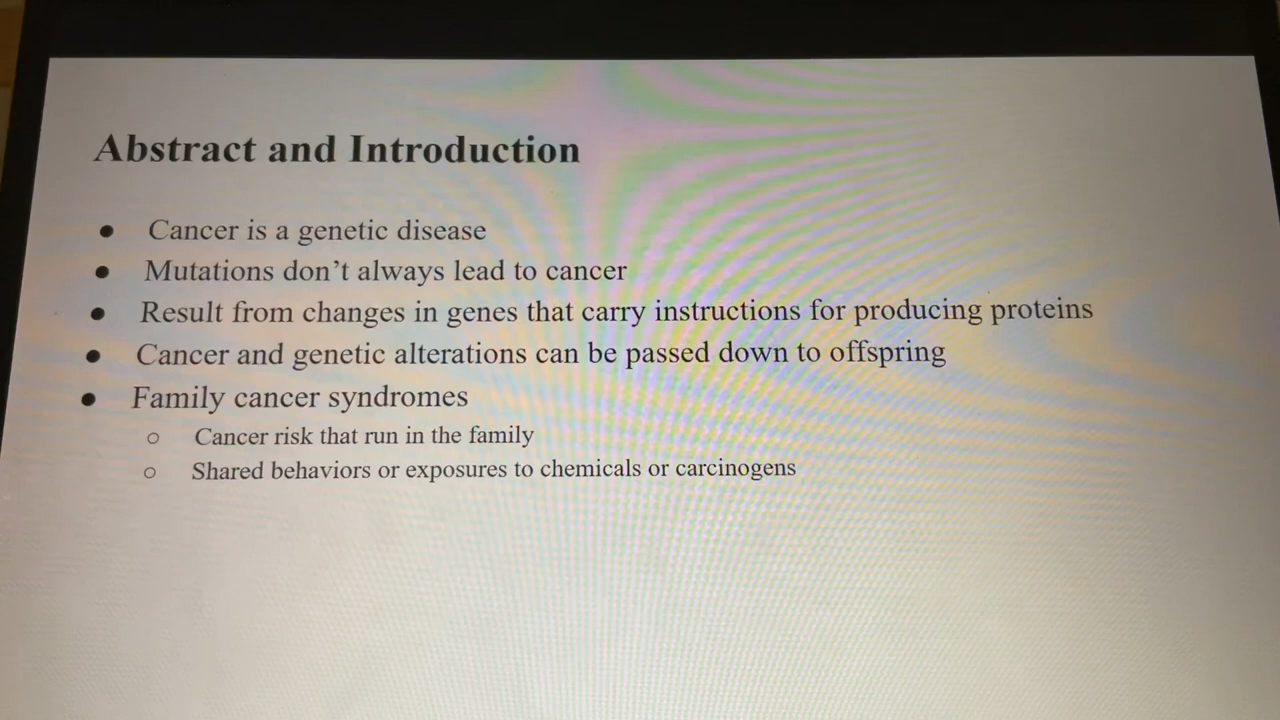 Abstract and Introduction
● Cancer is a genetic disease
● Mutations don’t always lead to cancer
● Result from changes in genes that carry instructions for producing proteins
● Cancer and genetic alterations can be passed down to offspring
● Family cancer syndromes
○ Cancer risk that run in the family
○ Shared behaviors or exposures to chemicals or carcinogens